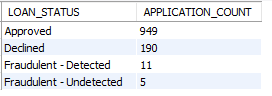 LOAN_STATUS APPLICATION_COUNT
Approved 949
Declined 190
Fraudulent - Detected 11
Fraudulent - Undetected 5